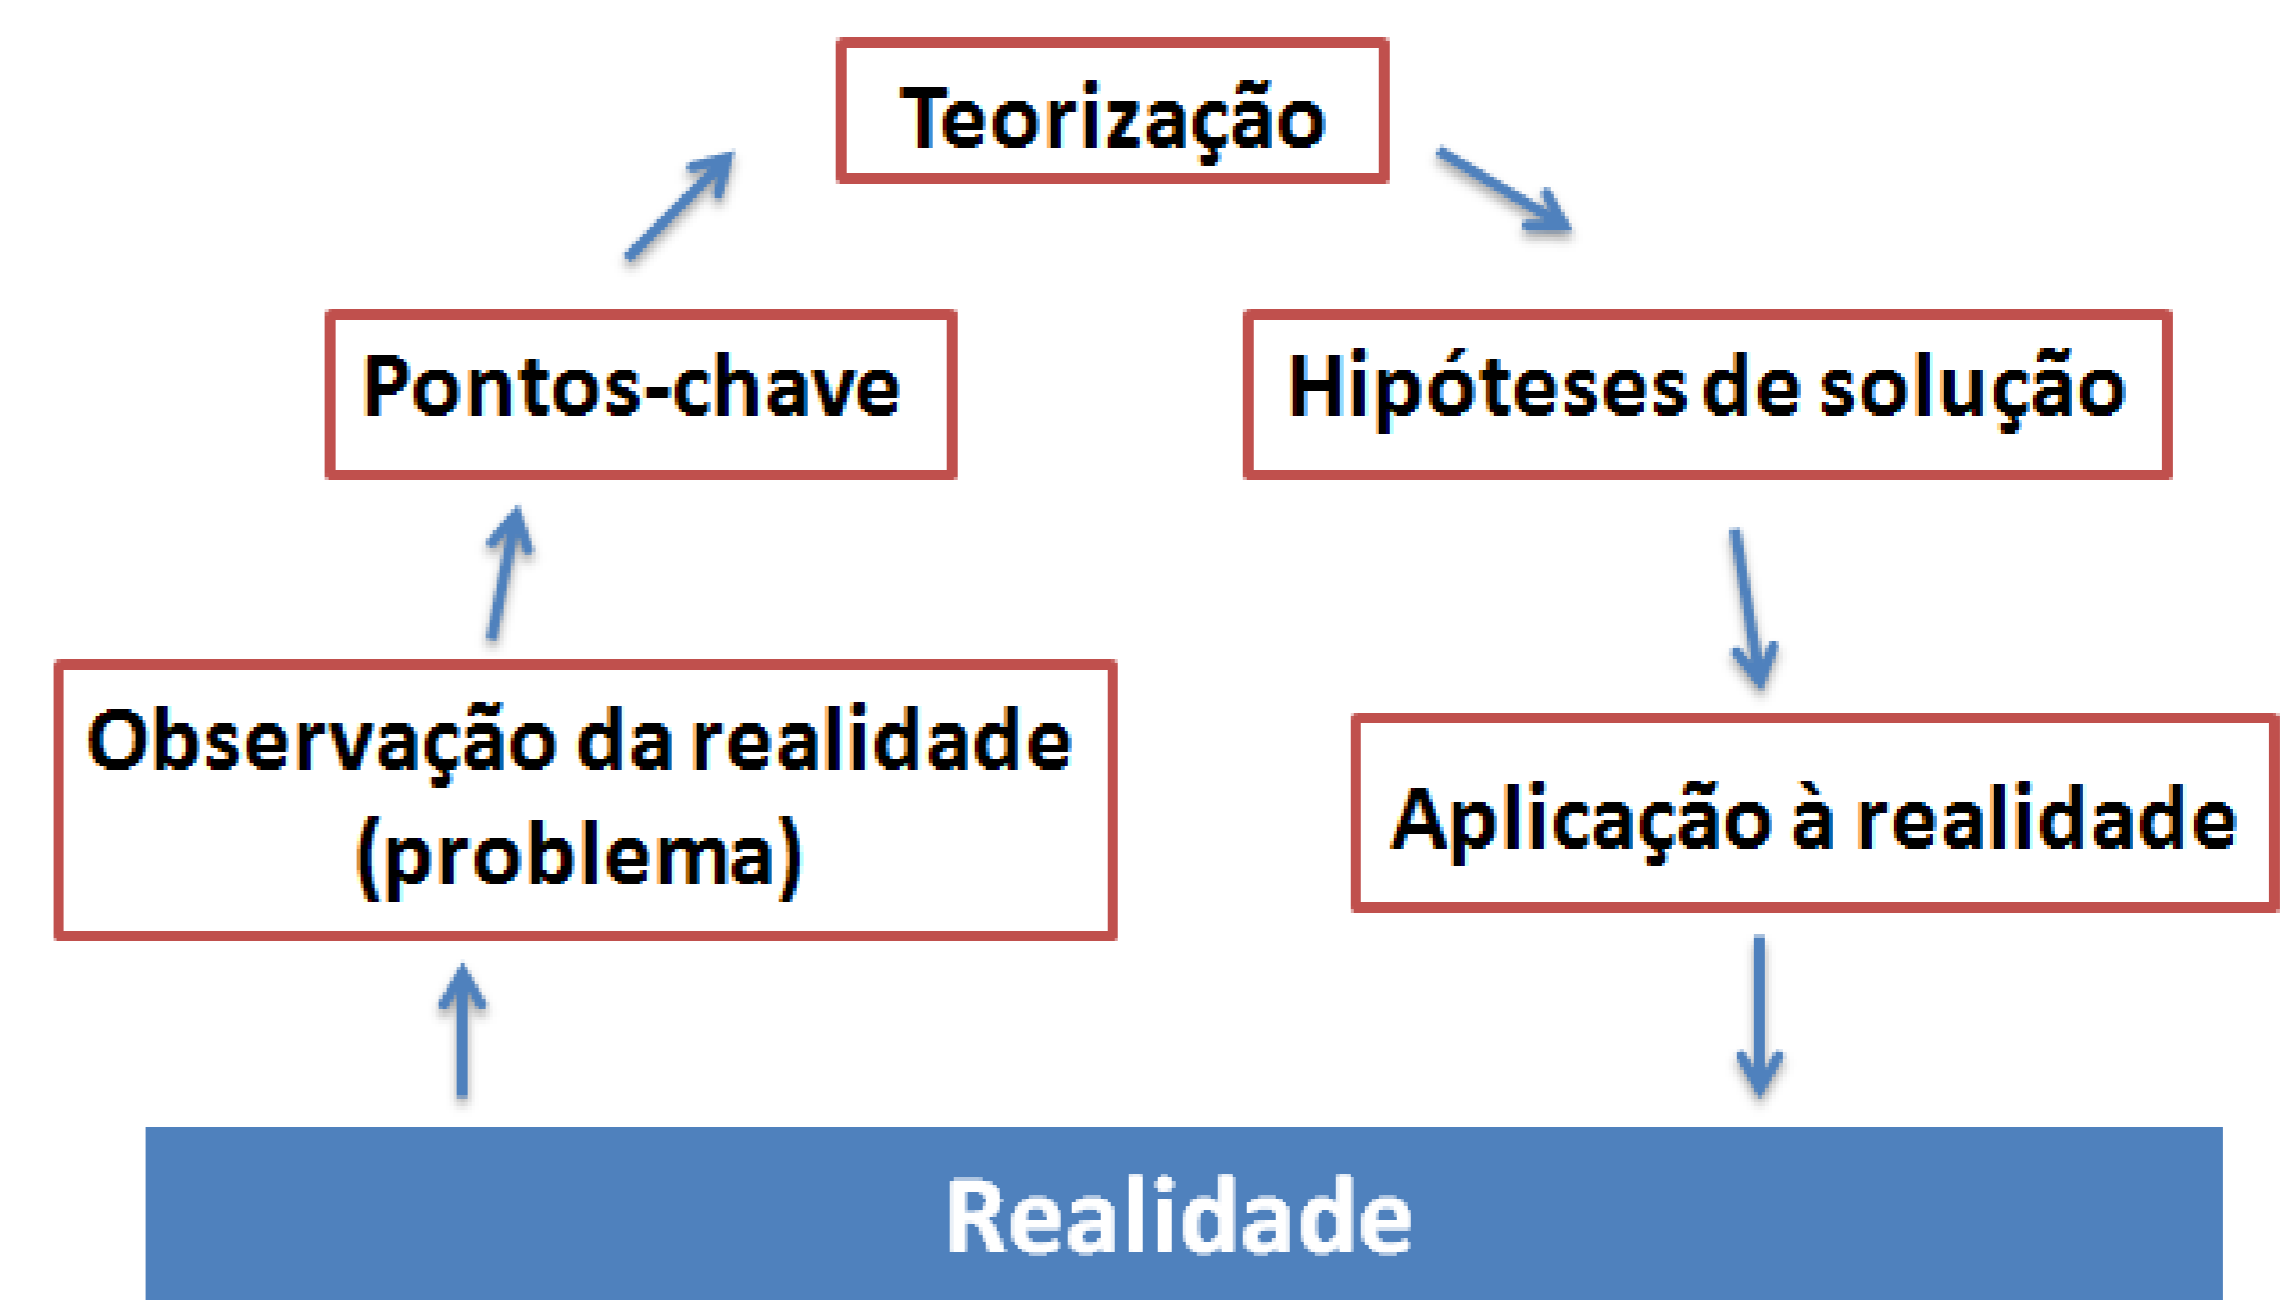 Teorização
Pontos-chave
Hipóteses de solução
Observação da realidade
(problema)
Aplicação à realidade
Realidade